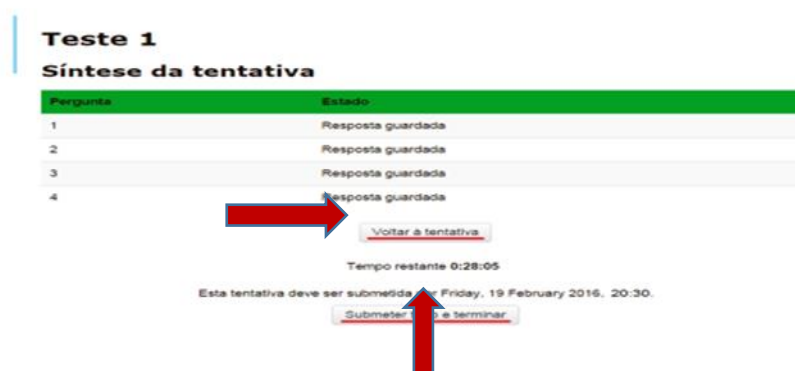 Teste 1
Síntese da tentativa
Pergunta Estado
1 Resposta guardada
2 Resposta guardada
3 Resposta guardada
4 Resposta guardada
Voltar à tentativa
Tempo restante 0:28:05
Esta tentativa deve ser submetida Friday, 19 February 2016, 20:30.
Submeter e terminar